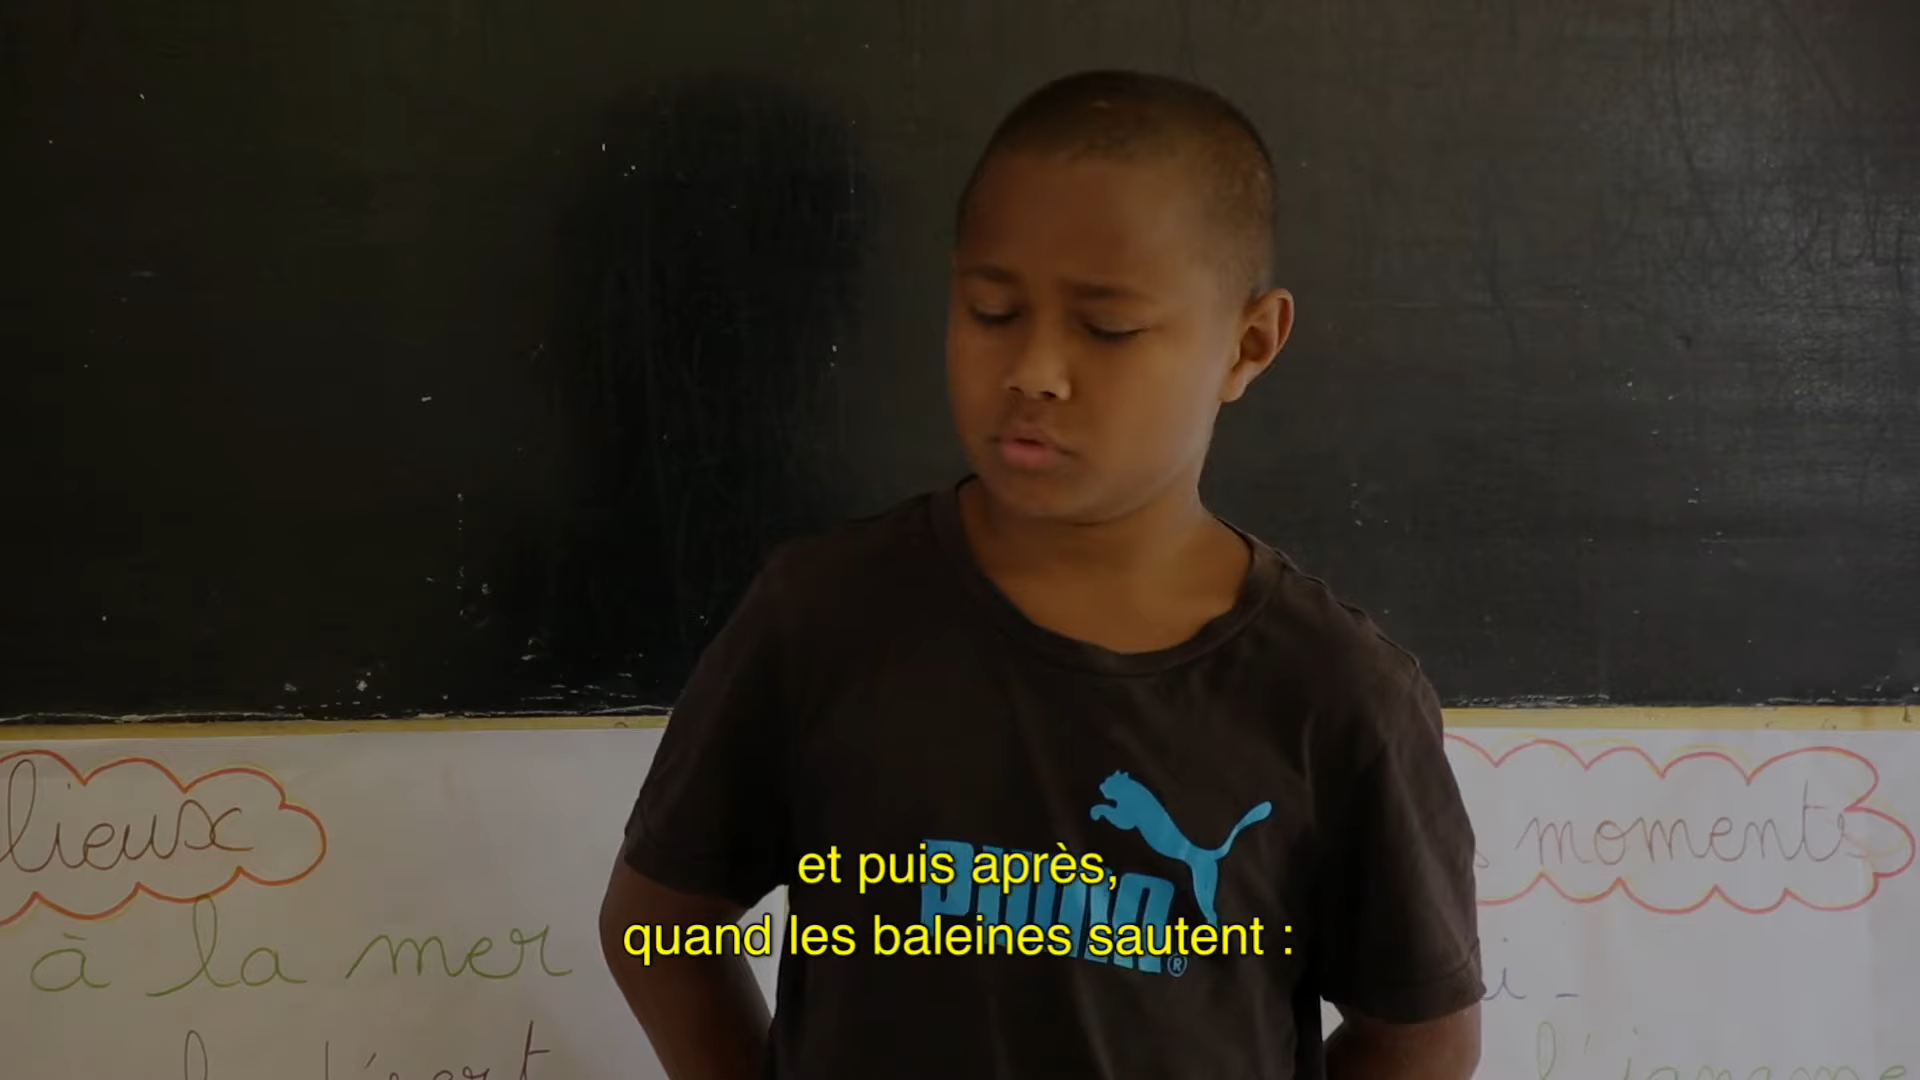 lieux
moments
à la mer
PUMA
®
et puis après,
quand les baleines sautent :